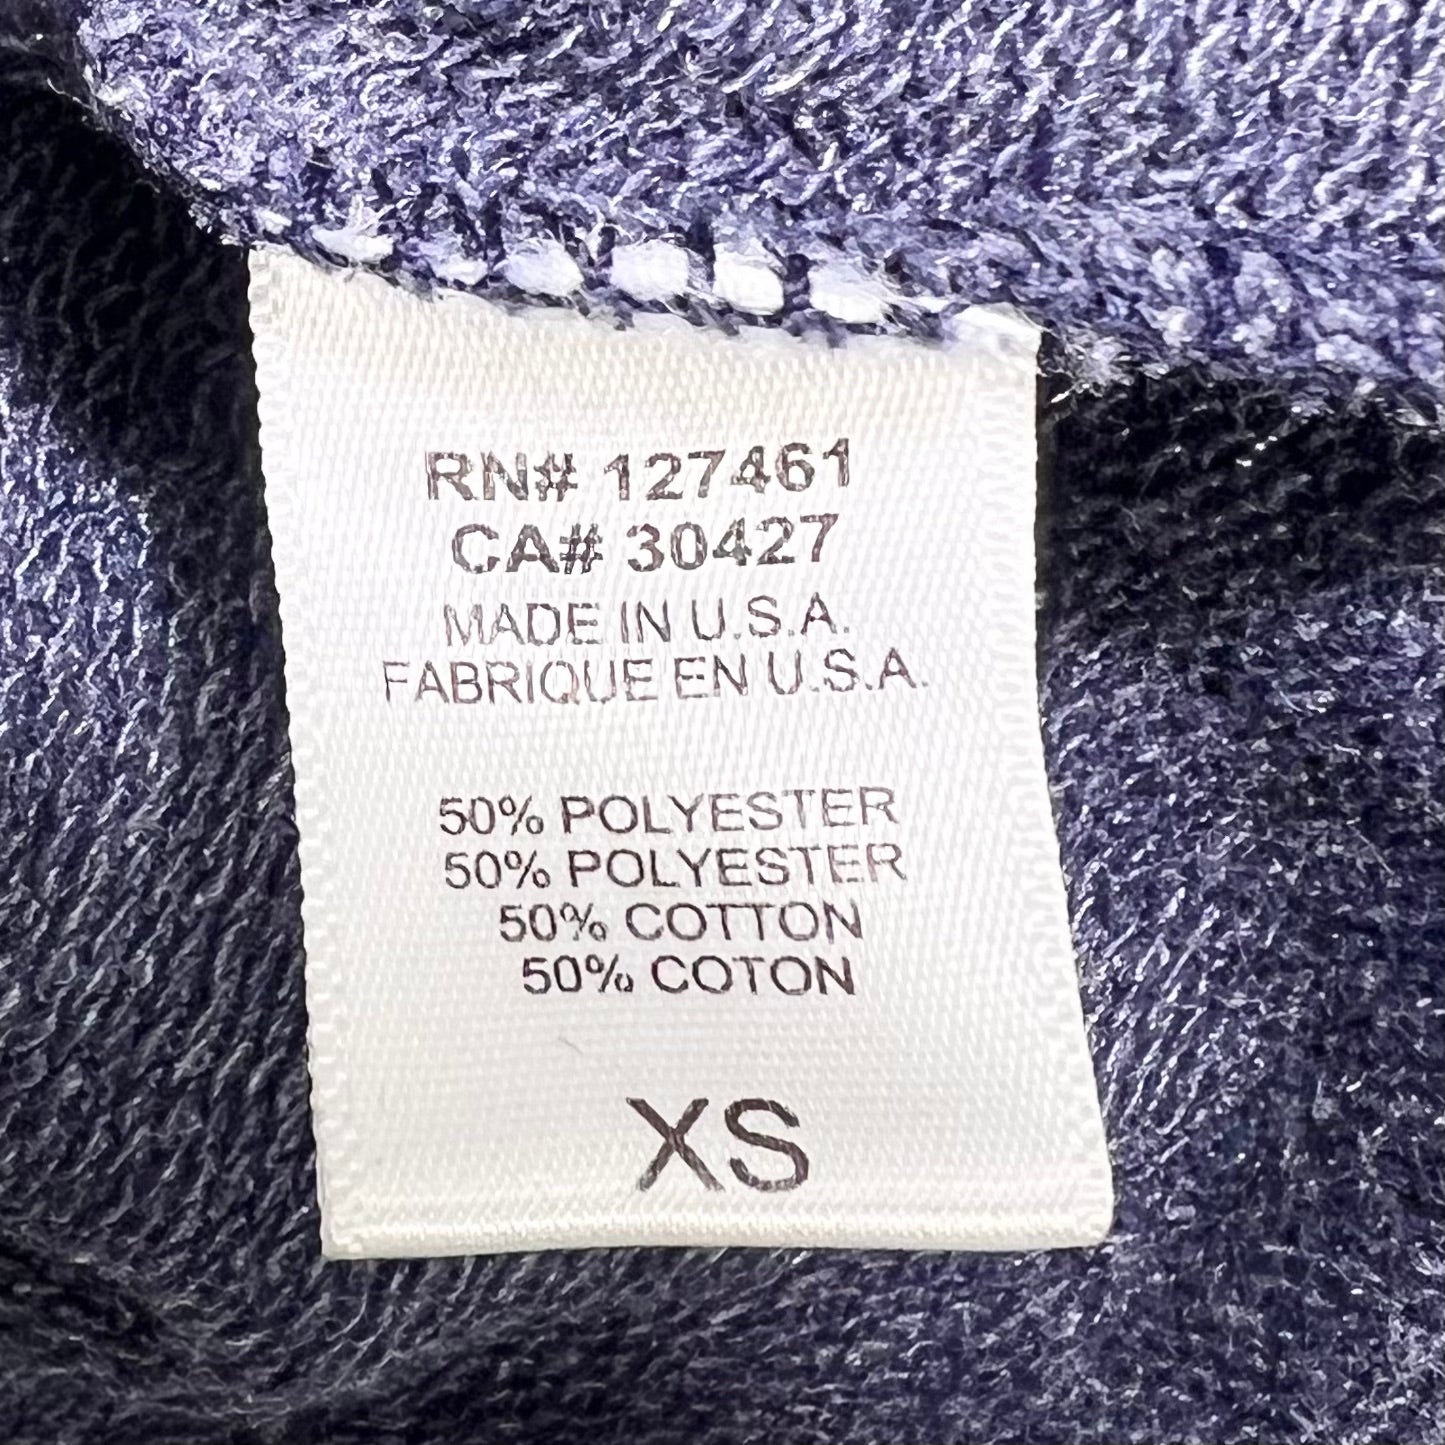 RN# 127461
CA# 30427
MADE IN U.S.A.
FABRIQUE EN U.S.A.
50% POLYESTER
50% POLYESTER
50% COTTON
50% COTON
XS